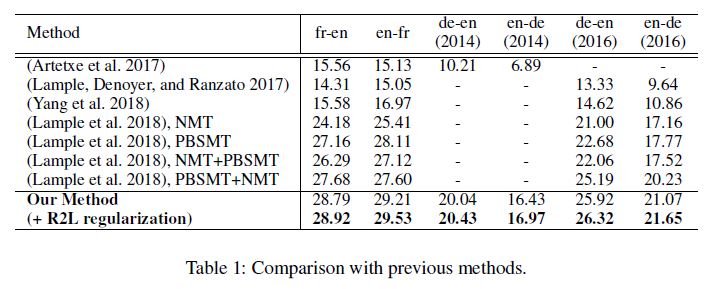 Method fr-en en-fr de-en (2014) en-de (2014) de-en (2016) en-de (2016)
(Artetxe et al. 2017) 15.56 15.13 10.21 6.89 - -
(Lample, Denoyer, and Ranzato 2017) 14.31 15.05 - - 13.33 9.64
(Yang et al. 2018) 15.58 16.97 - - 14.62 10.86
(Lample et al. 2018), NMT 24.18 25.41 - - 21.00 17.16
(Lample et al. 2018), PBSMT 27.16 28.11 - - 22.68 17.77
(Lample et al. 2018), NMT+PBSMT 26.29 27.12 - - 22.06 17.52
(Lample et al. 2018), PBSMT+NMT 27.68 27.60 - - 25.19 20.23
Our Method 28.79 29.21 20.04 16.43 25.92 21.07
(+ R2L regularization) 28.92 29.53 20.43 16.97 26.32 21.65
Table 1: Comparison with previous methods.